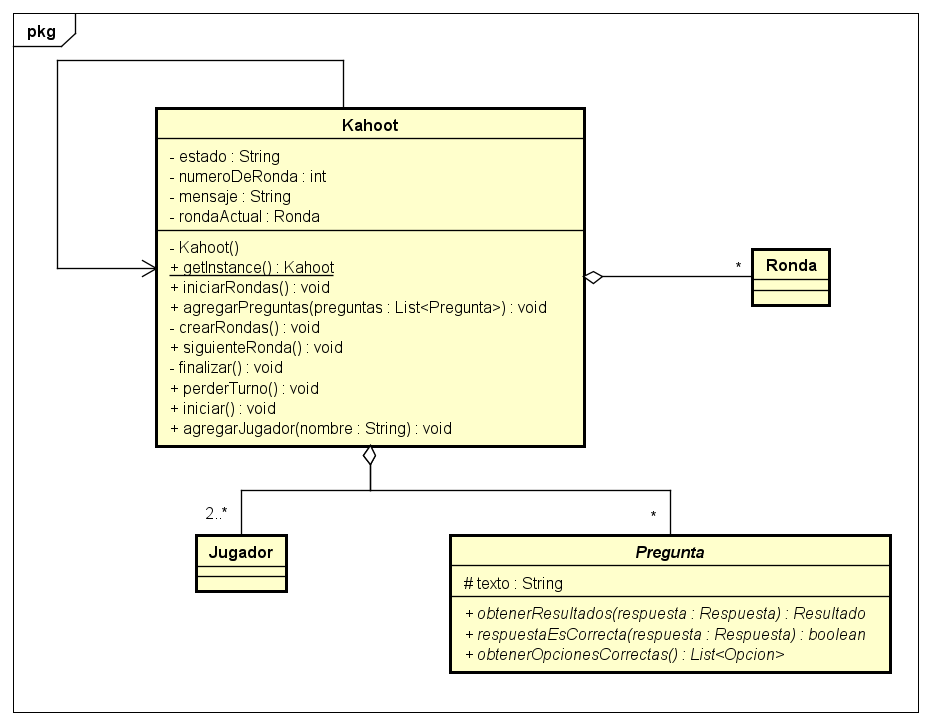 pkg
Kahoot
- estado : String
- numeroDeRonda : int
- mensaje : String
- rondaActual : Ronda
- Kahoot()
+ getInstance() : Kahoot
+ iniciarRondas() : void
+ agregarPreguntas(preguntas : List<Pregunta>) : void
- crearRondas() : void
+ siguienteRonda() : void
- finalizar() : void
+ perderTurno() : void
+ iniciar() : void
+ agregarJugador(nombre : String) : void
*
Ronda
2..*
Jugador
*
Pregunta
# texto : String
+ obtenerResultados(respuesta : Respuesta) : Resultado
+ respuestaEsCorrecta(respuesta : Respuesta) : boolean
+ obtenerOpcionesCorrectas() : List<Opcion>